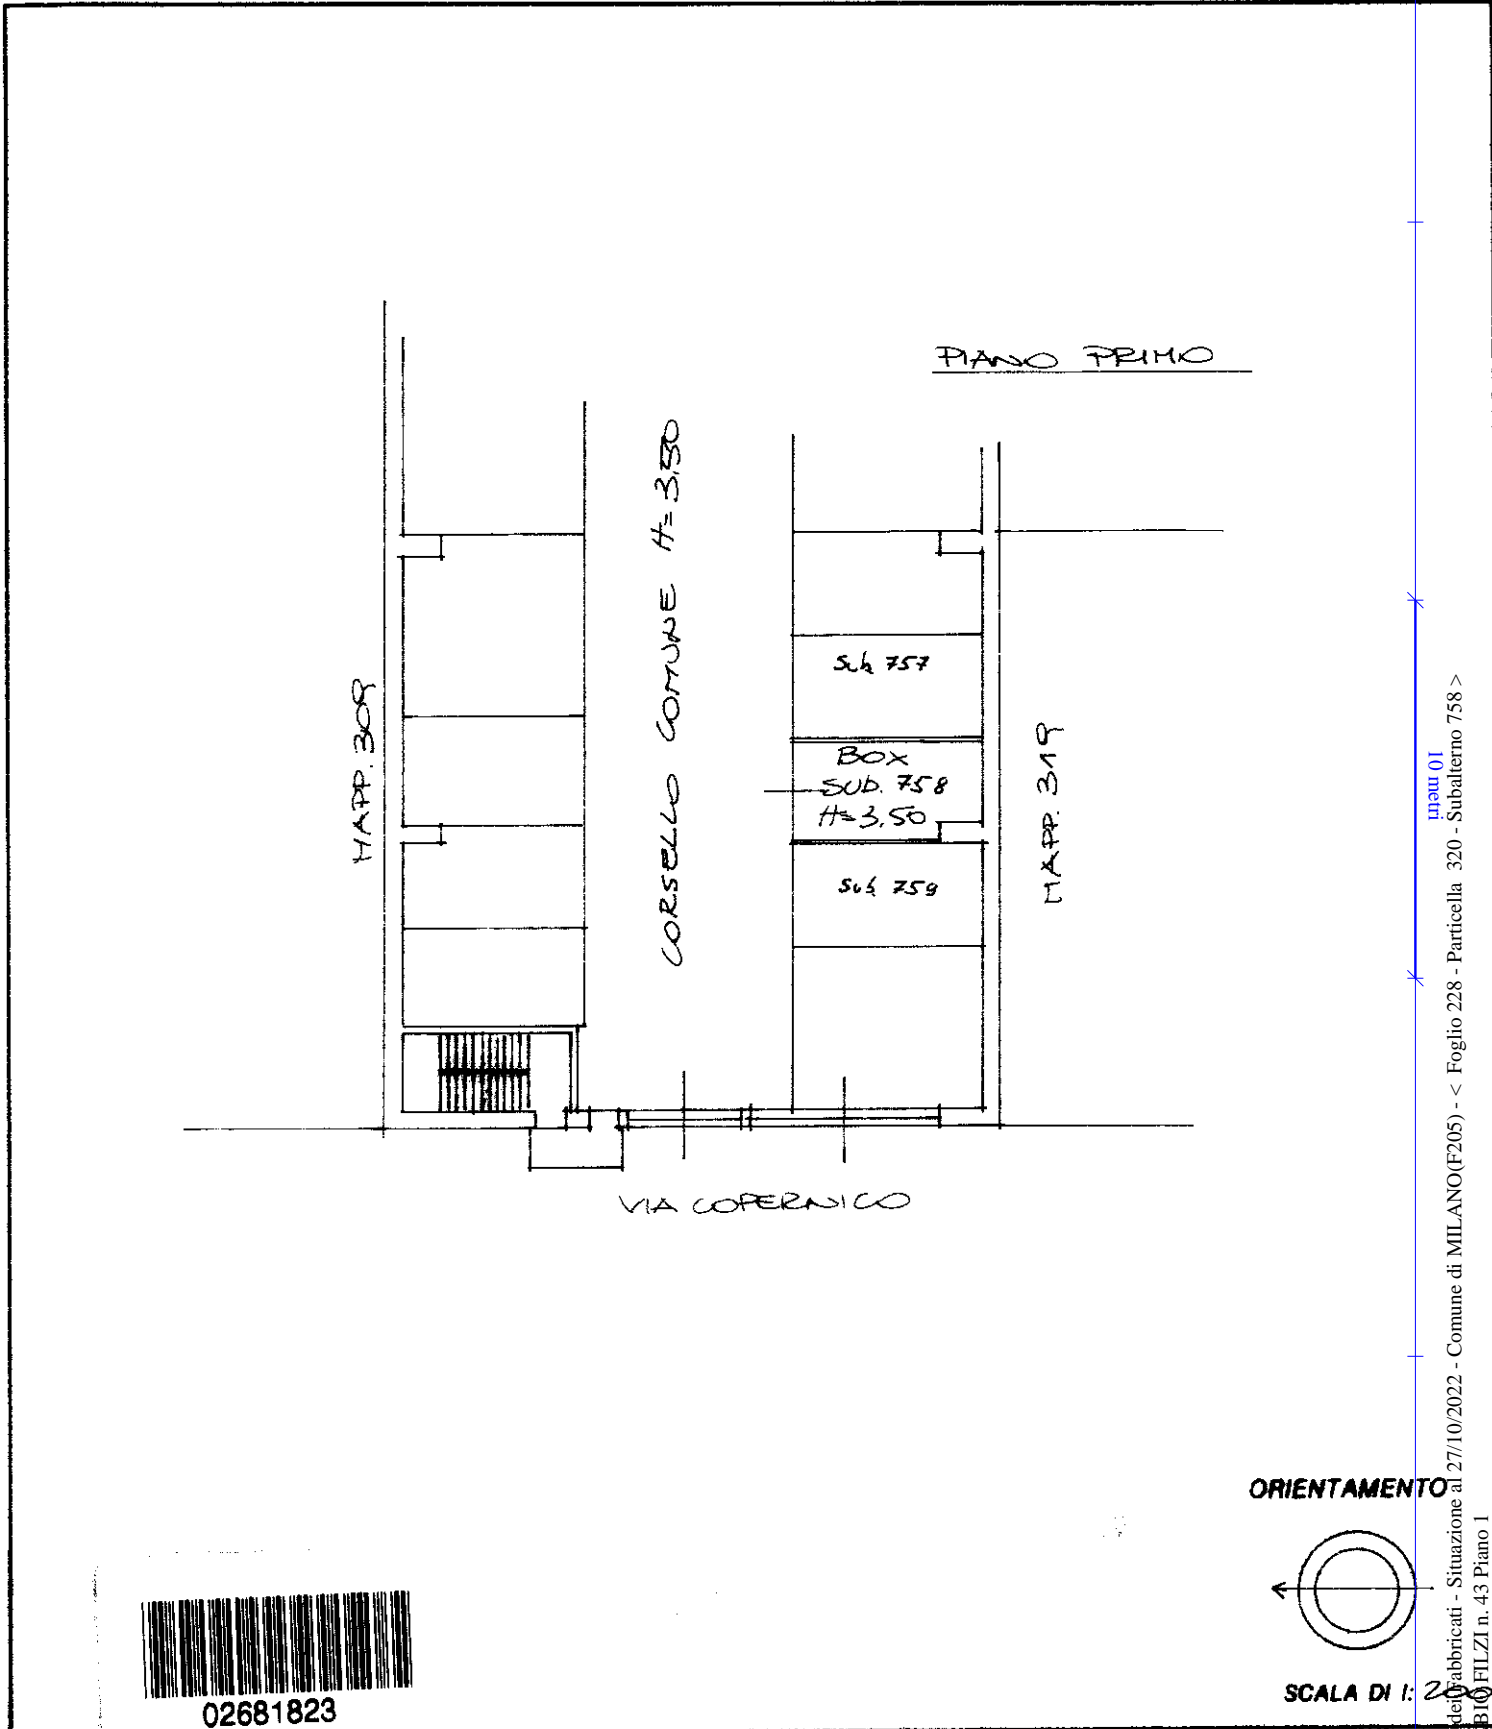 PIANO PRIMO
CORSELLO COMUNE H=3,50
MAPP. 309
Sub 757
BOX
SUB. 758
H=3,50
Sub 759
MAPP. 319
VIA COPERNICO
10 metri
dei Fabbricati - Situazione al 27/10/2022 - Comune di MILANO(F205) - < Foglio 228 - Particella 320 - Subalterno 758 >
BIO FILZI n. 43 Piano 1
ORIENTAMENTO
SCALA DI 1: 200
02681823